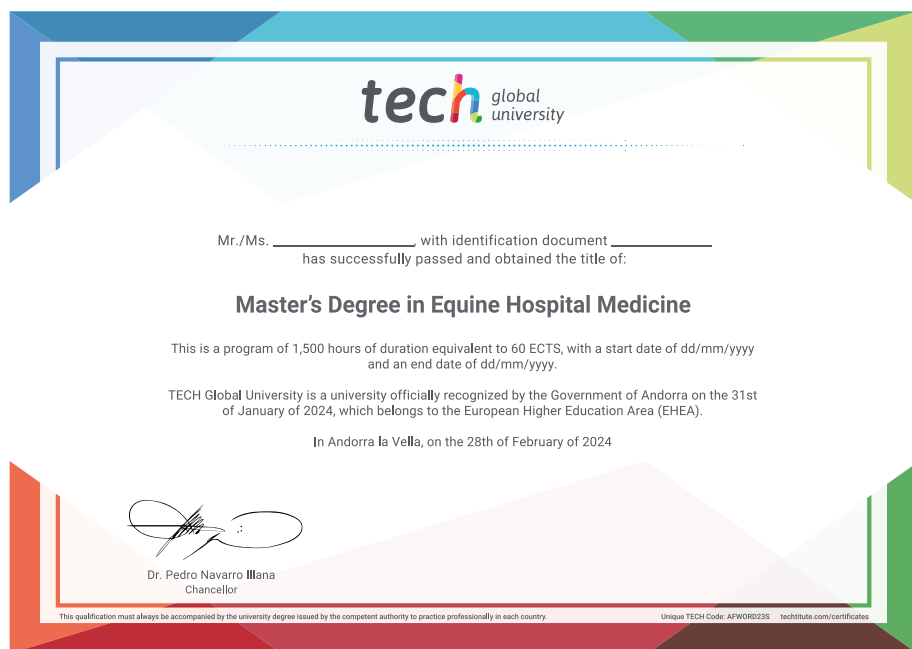 tech global
university
Mr./Ms. ____________, with identification document ____________
has successfully passed and obtained the title of:
Master's Degree in Equine Hospital Medicine
This is a program of 1,500 hours of duration equivalent to 60 ECTS, with a start date of dd/mm/yyyy
and an end date of dd/mm/yyyy.
TECH Global University is a university officially recognized by the Government of Andorra on the 31st
of January of 2024, which belongs to the European Higher Education Area (EHEA).
In Andorra la Vella, on the 28th of February of 2024
Dr. Pedro Navarro Illana
Chancellor
This qualification must always be accompanied by the university degree issued by the competent authority to practice professionally in each country.
Unique TECH Code: AFWORD23S techtitute.com/certificates